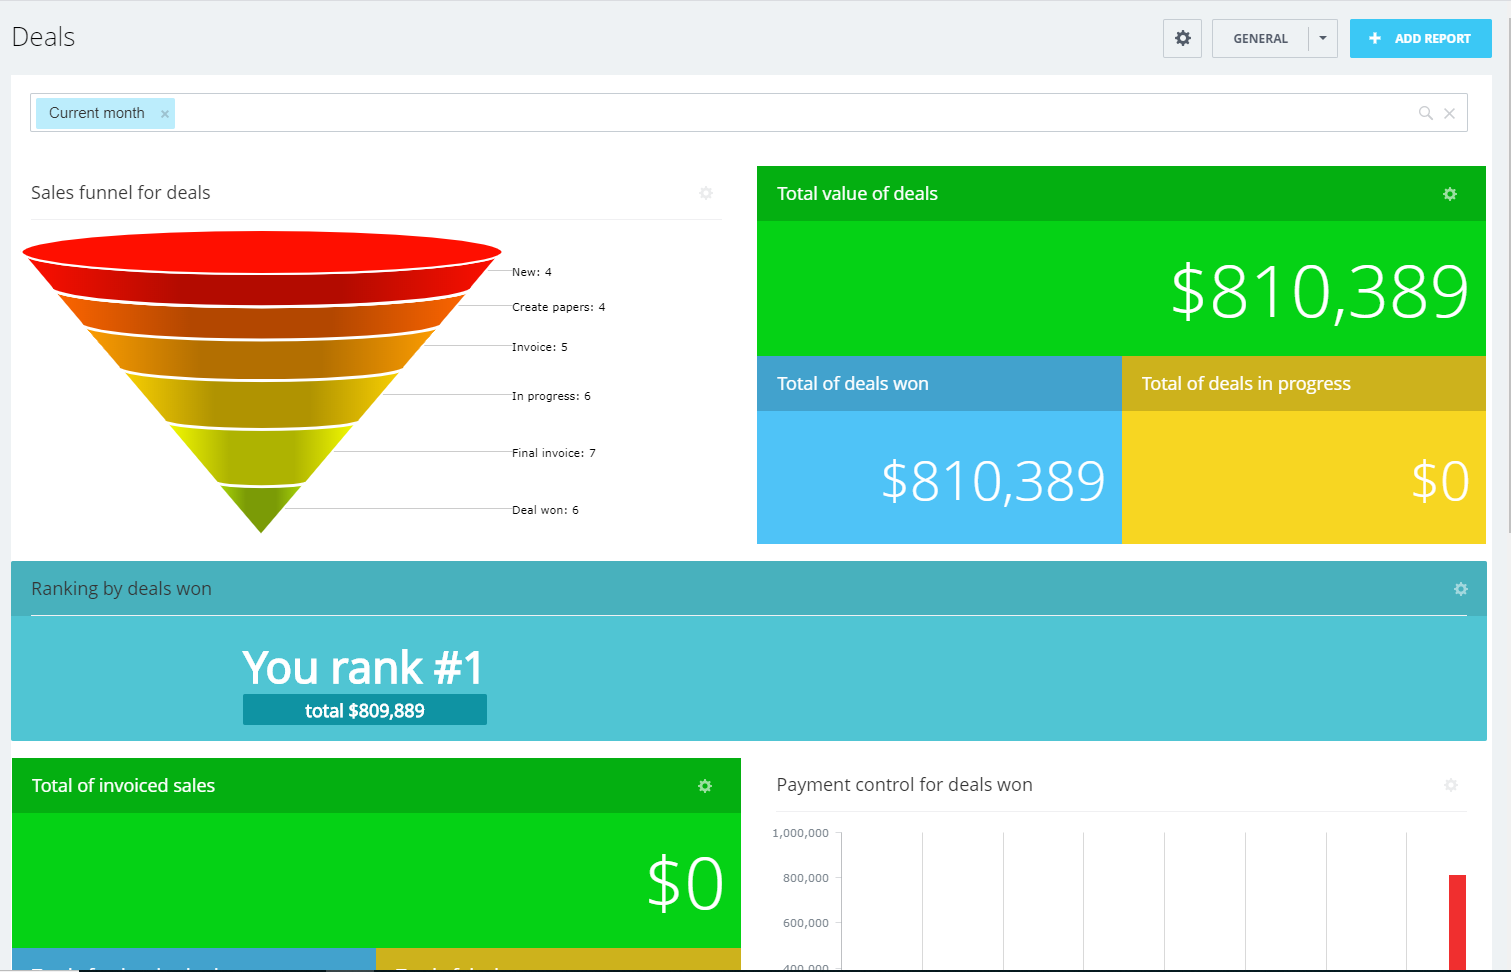 Deals
GENERAL
ADD REPORT
Current month ×
Sales funnel for deals
New: 4
Create papers: 4
Invoice: 5
In progress: 6
Final invoice: 7
Deal won: 6
Total value of deals
$810,389
Total of deals won
$810,389
Total of deals in progress
$0
Ranking by deals won
You rank #1
total $809,889
Total of invoiced sales
$0
Payment control for deals won
1,000,000
800,000
600,000
400,000